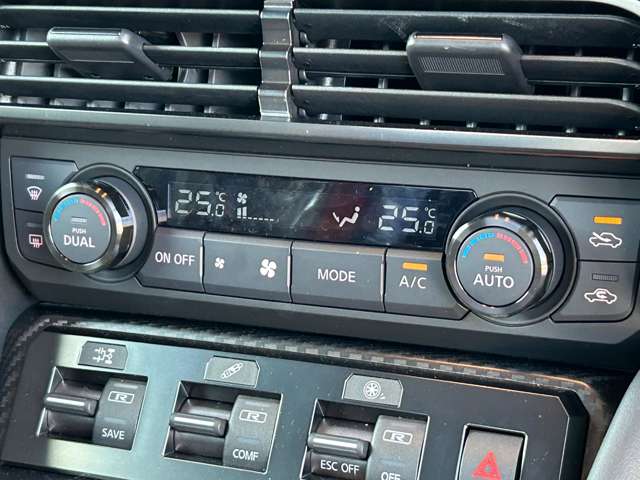 25.0°C
25.0°C
PUSH
DUAL
ON OFF
MODE
A/C
PUSH
AUTO
R
SAVE
R
COMF
ESC OFF
R
OFF